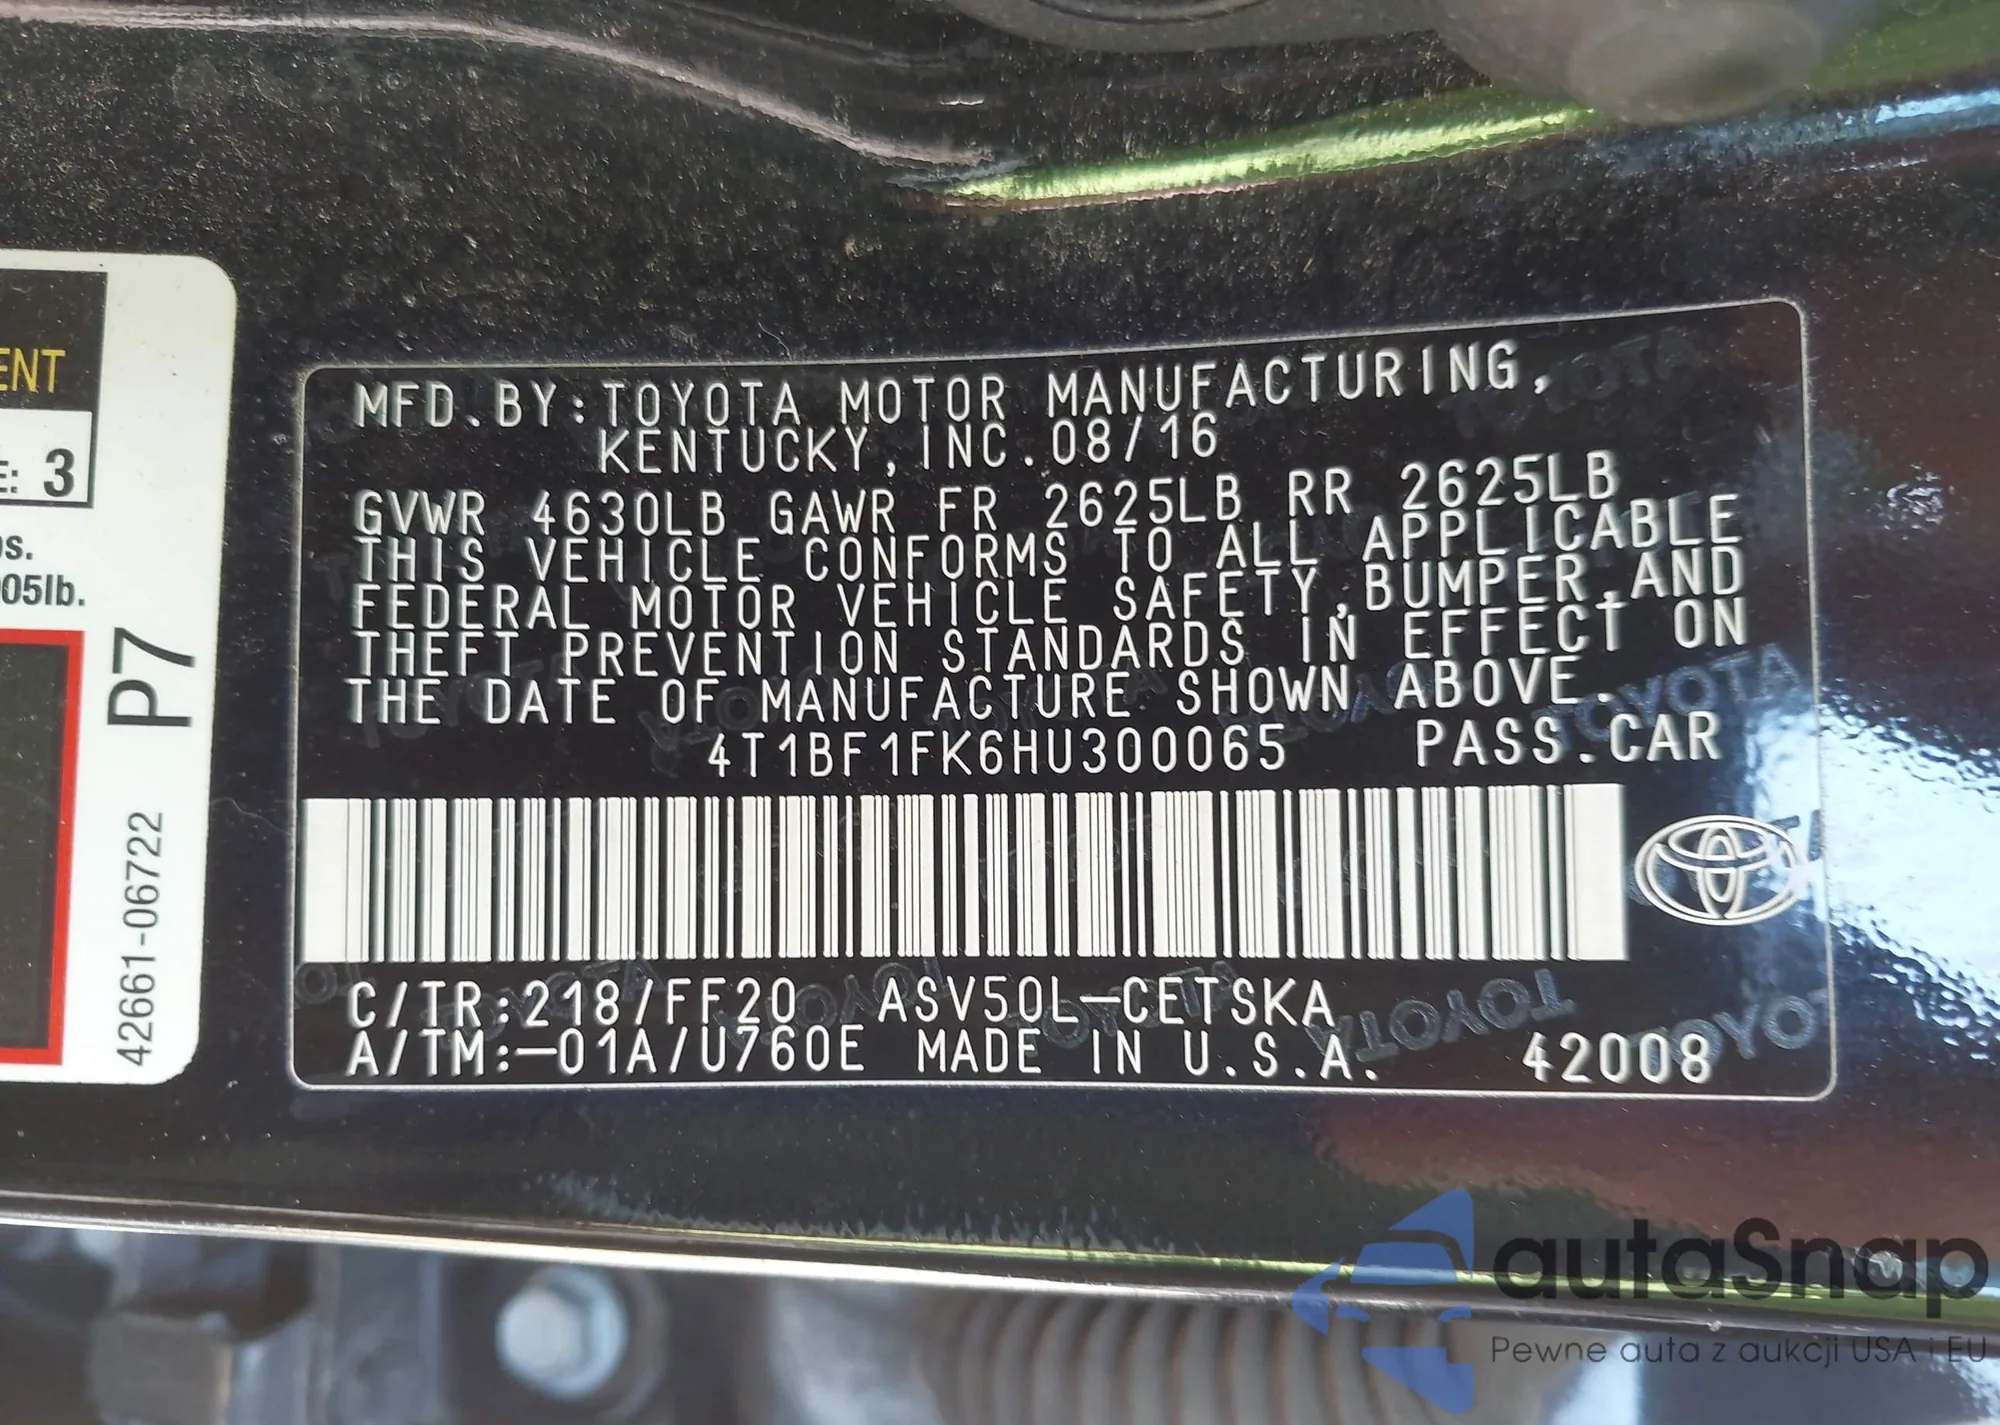 ENT
E: 3
os.
005lb.
P7
42661-06722
MFD.BY:TOYOTA MOTOR MANUFACTURING,
KENTUCKY,INC.08/16
GVWR 4630LB GAWR FR 2625LB RR 2625LB
THIS VEHICLE CONFORMS TO ALL APPLICABLE
FEDERAL MOTOR VEHICLE SAFETY,BUMPER,AND
THEFT PREVENTION STANDARDS IN EFFECT ON
THE DATE OF MANUFACTURE SHOWN ABOVE.
4T1BF1FK6HU300065 PASS.CAR
C/TR:218/FF20 ASV50L-CETSKA
A/TM:-01A/U760E MADE IN U.S.A. 42008
autaSnap
Pewne auta z aukcji USA i EU